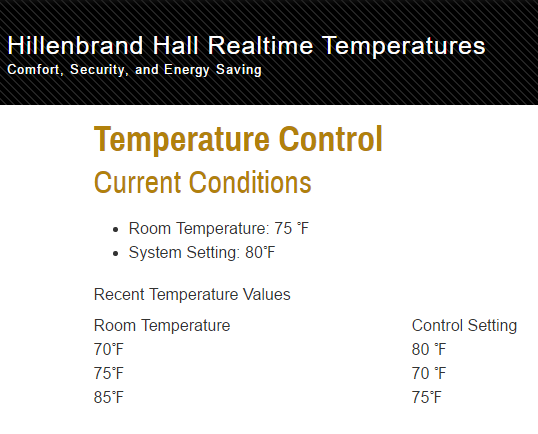 Hillenbrand Hall Realtime Temperatures
Comfort, Security, and Energy Saving
Temperature Control
Current Conditions
• Room Temperature: 75 °F
• System Setting: 80°F
Recent Temperature Values
Room Temperature Control Setting
70°F 80 °F
75°F 70 °F
85°F 75°F